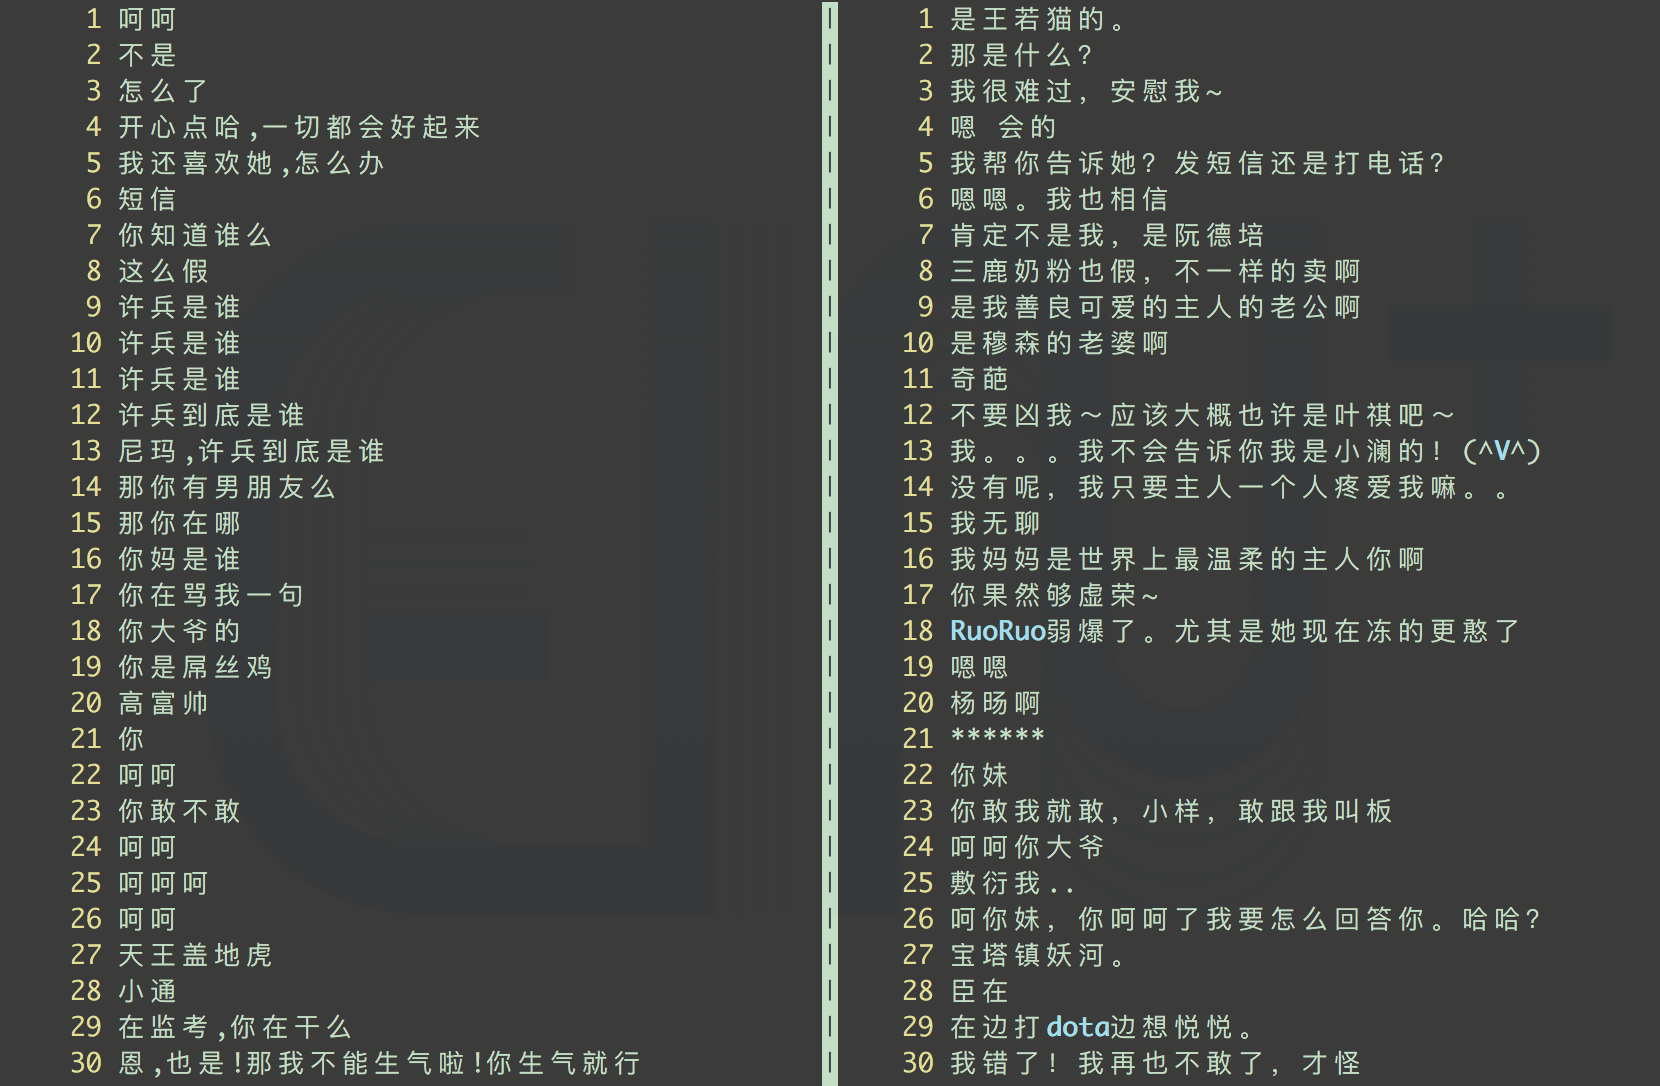 1 呵呵
2 不是
3 怎么了
4 开心点哈,一切都会好起来
5 我还喜欢她,怎么办
6 短信
7 你知道谁么
8 这么假
9 许兵是谁
10 许兵是谁
11 许兵是谁
12 许兵到底是谁
13 尼玛,许兵到底是谁
14 那你有男朋友么
15 那你在哪
16 你妈是谁
17 你在骂我一句
18 你大爷的
19 你是屌丝鸡
20 高富帅
21 你
22 呵呵
23 你敢不敢
24 呵呵
25 呵呵呵
26 呵呵
27 天王盖地虎
28 小通
29 在监考,你在干么
30 恩,也是!那我不能生气啦!你生气就行
1 是王若猫的。
2 那是什么?
3 我很难过，安慰我~
4 嗯 会的
5 我帮你告诉她? 发短信还是打电话?
6 嗯嗯。我也相信
7 肯定不是我，是阮德培
8 三鹿奶粉也假，不一样的卖啊
9 是我善良可爱的主人的老公啊
10 是穆森的老婆啊
11 奇葩
12 不要凶我～应该大概也许是叶祺吧～
13 我。。。我不会告诉你我是小澜的! (^V^)
14 没有呢，我只要主人一个人疼爱我嘛。。
15 我无聊
16 我妈妈是世界上最温柔的主人你啊
17 你果然够虚荣~
18 RuoRuo弱爆了。尤其是她现在冻的更憨了
19 嗯嗯
20 杨旸啊
21 ******
22 你妹
23 你敢我就敢，小样，敢跟我叫板
24 呵呵你大爷
25 敷衍我..
26 呵你妹，你呵呵了我要怎么回答你。哈哈?
27 宝塔镇妖河。
28 臣在
29 在边打dota边想悦悦。
30 我错了! 我再也不敢了，才怪